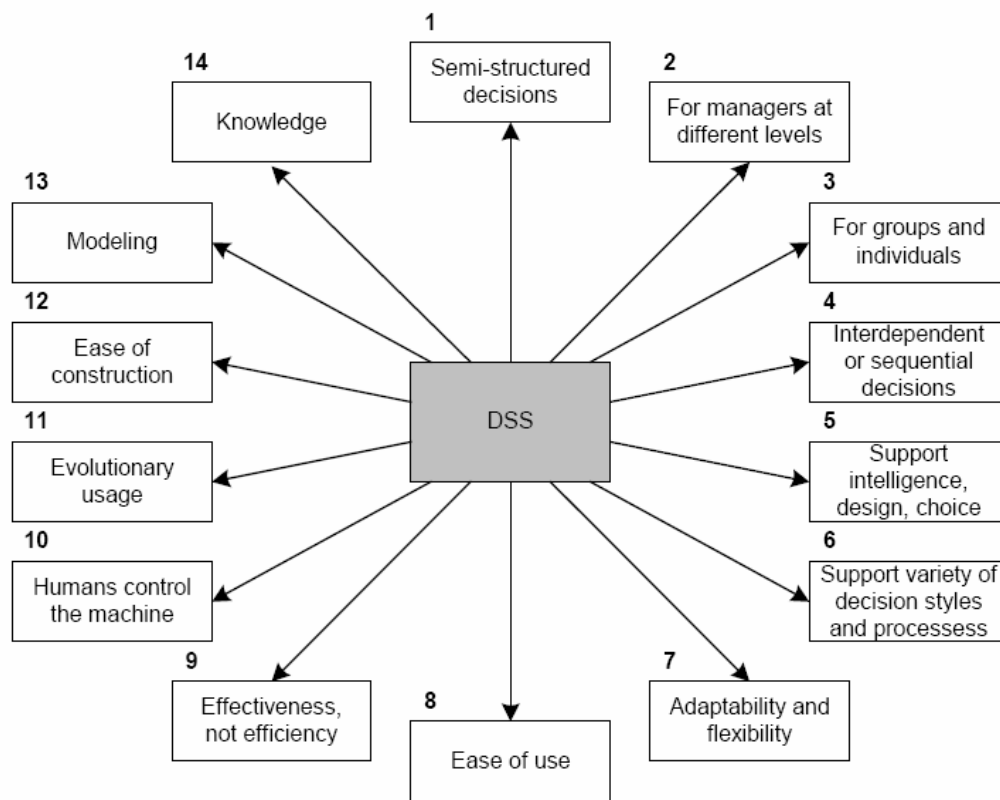 1
Semi-structured
decisions
2
For managers at
different levels
3
For groups and
individuals
4
Interdependent
or sequential
decisions
5
Support
intelligence,
design, choice
6
Support variety of
decision styles
and processess
7
Adaptability and
flexibility
8
Ease of use
9
Effectiveness,
not efficiency
10
Humans control
the machine
11
Evolutionary
usage
12
Ease of
construction
13
Modeling
14
Knowledge
DSS